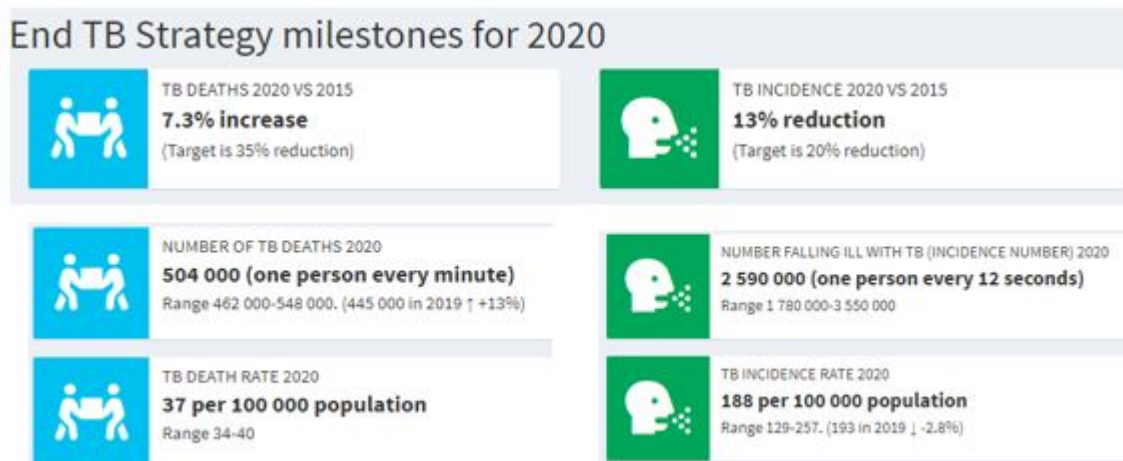 End TB Strategy milestones for 2020
TB DEATHS 2020 VS 2015
7.3% increase
(Target is 35% reduction)
TB INCIDENCE 2020 VS 2015
13% reduction
(Target is 20% reduction)
NUMBER OF TB DEATHS 2020
504 000 (one person every minute)
Range 462 000-548 000. (445 000 in 2019 ↑ +13%)
NUMBER FALLING ILL WITH TB (INCIDENCE NUMBER) 2020
2 590 000 (one person every 12 seconds)
Range 1 780 000-3 550 000
TB DEATH RATE 2020
37 per 100 000 population
Range 34-40
TB INCIDENCE RATE 2020
188 per 100 000 population
Range 129-257. (193 in 2019 ↓ -2.8%)